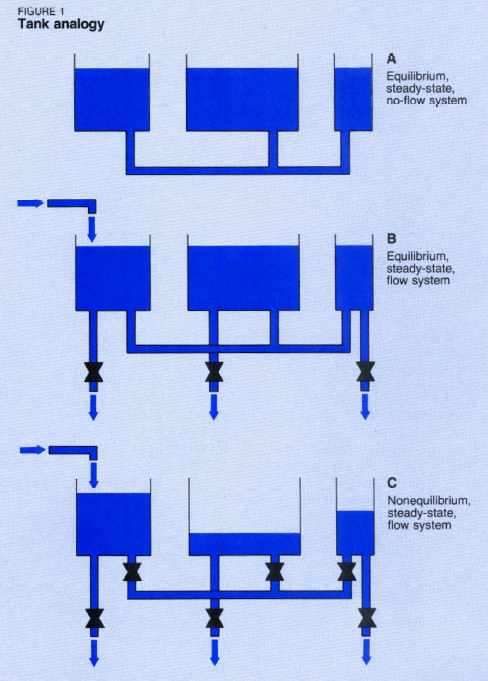 FIGURE 1
Tank analogy
A
Equilibrium,
steady-state,
no-flow system
B
Equilibrium,
steady-state,
flow system
C
Nonequilibrium,
steady-state,
flow system